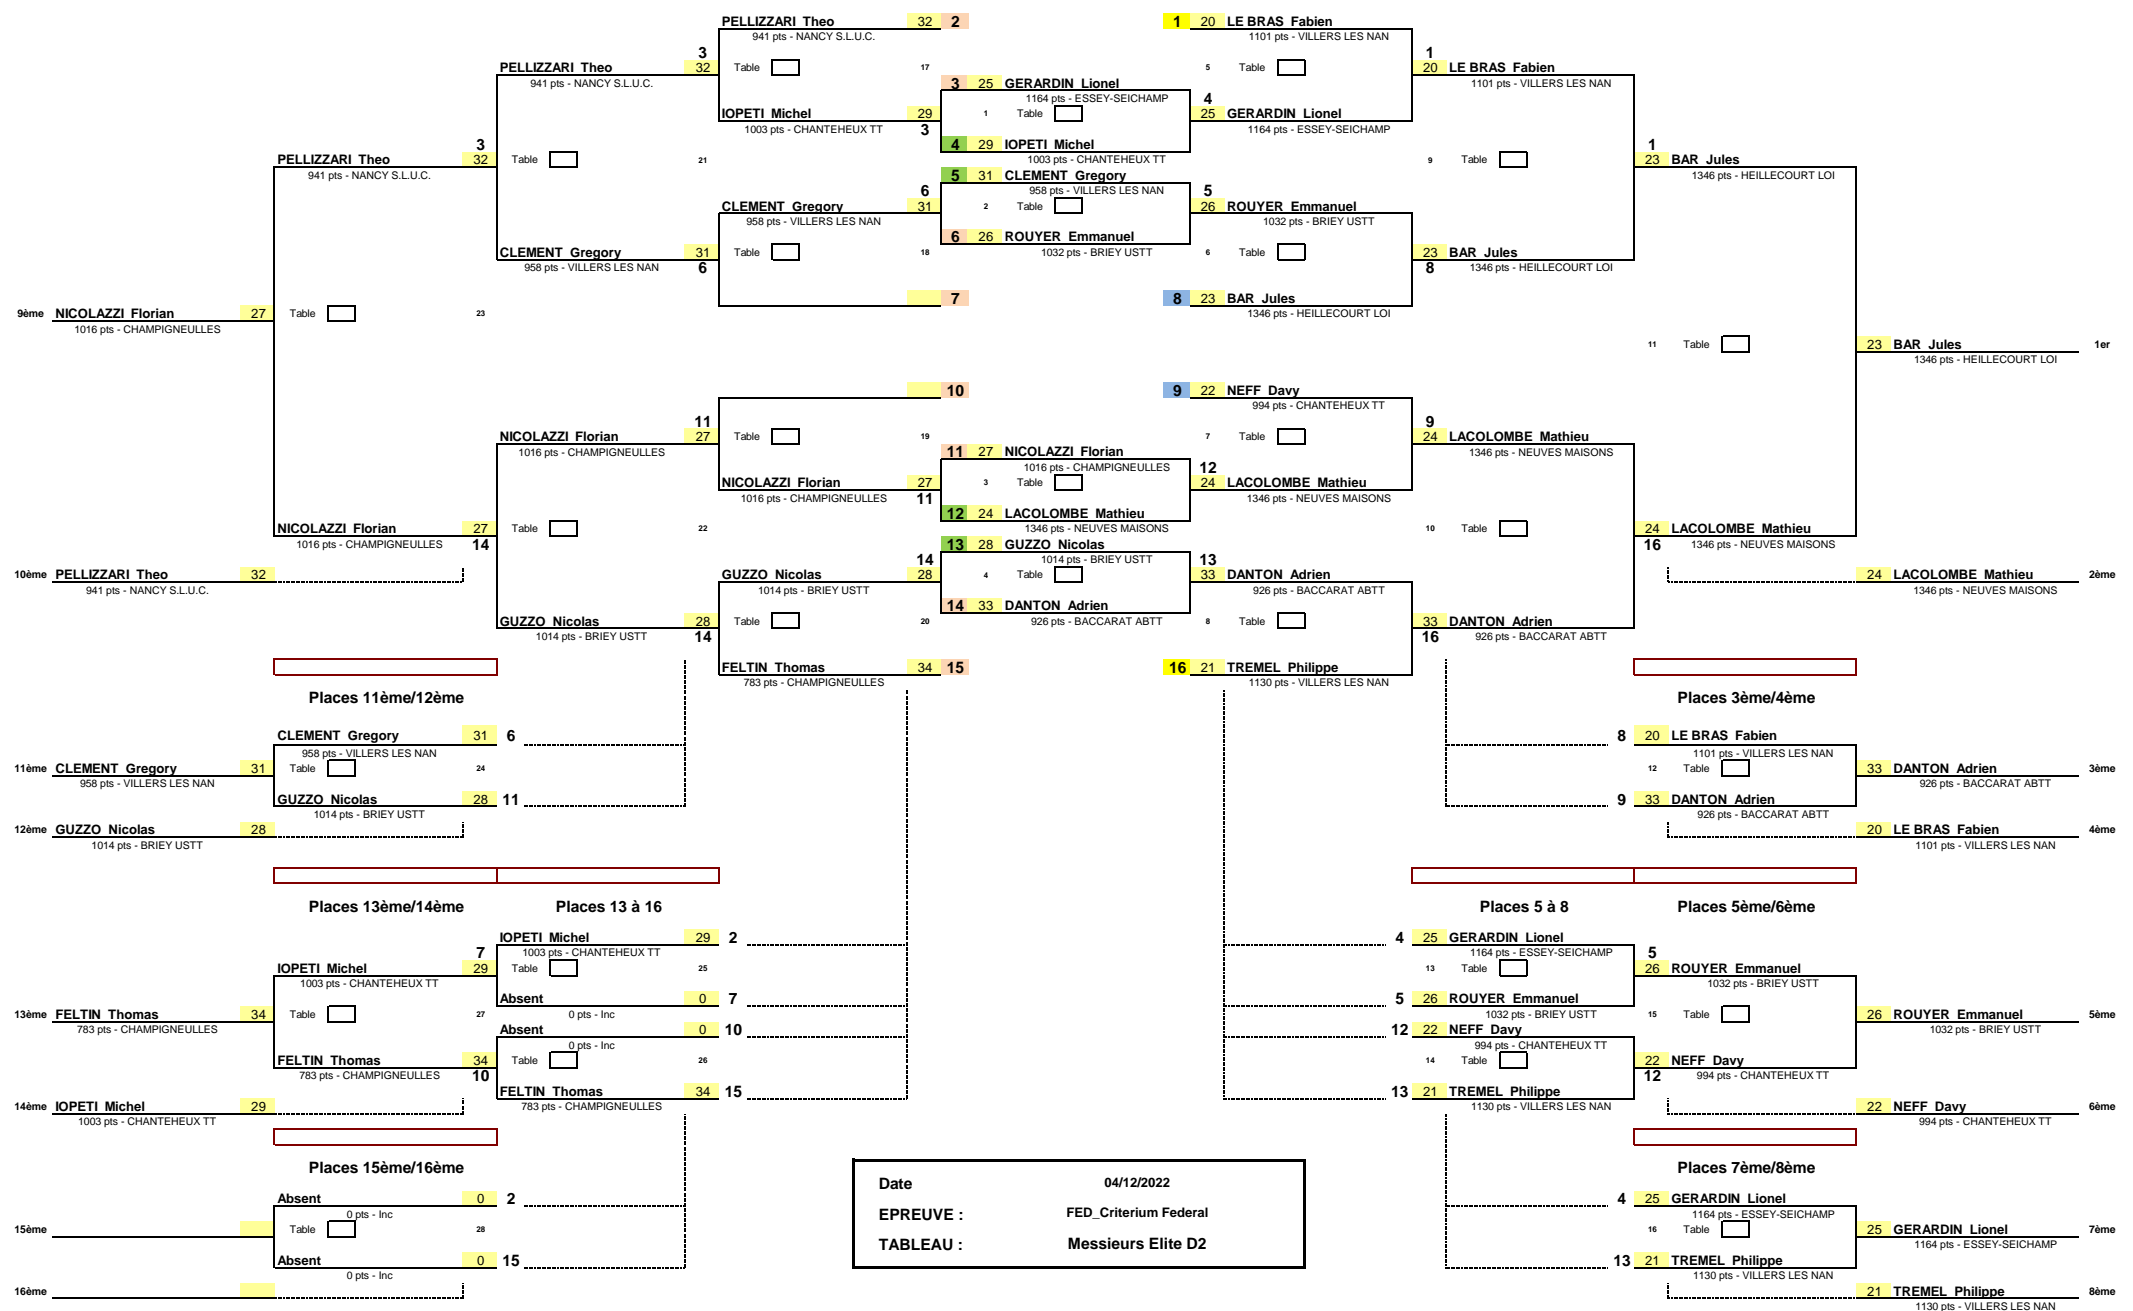 PELLIZZARI Theo 32 2 1 20 LE BRAS Fabien
941 pts - NANCY S.L.U.C. 1101 pts - VILLERS LES NAN
3 1
PELLIZZARI Theo 32 Table 17 5 Table 20 LE BRAS Fabien
941 pts - NANCY S.L.U.C. 3 25 GERARDIN Lionel 1101 pts - VILLERS LES NAN
1164 pts - ESSEY-SEICHAMP 4
IOPETI Michel 29 1 Table 25 GERARDIN Lionel
1003 pts - CHANTEHEUX TT 3 1164 pts - ESSEY-SEICHAMP
3 4 29 IOPETI Michel 1
PELLIZZARI Theo 32 Table 21 1003 pts - CHANTEHEUX TT 9 Table 23 BAR Jules
941 pts - NANCY S.L.U.C. 5 31 CLEMENT Gregory 1346 pts - HEILLECOURT LOI
6 958 pts - VILLERS LES NAN 5
CLEMENT Gregory 31 2 Table 26 ROUYER Emmanuel
958 pts - VILLERS LES NAN 1032 pts - BRIEY USTT
6 26 ROUYER Emmanuel
CLEMENT Gregory 31 Table 18 1032 pts - BRIEY USTT 6 Table 23 BAR Jules
958 pts - VILLERS LES NAN 6 8 1346 pts - HEILLECOURT LOI
7 8 23 BAR Jules
9ème NICOLAZZI Florian 27 Table 23 1346 pts - HEILLECOURT LOI
1016 pts - CHAMPIGNEULLES
11 Table 23 BAR Jules 1er
1346 pts - HEILLECOURT LOI
10 9 22 NEFF Davy
994 pts - CHANTEHEUX TT
11 9
NICOLAZZI Florian 27 Table 19 7 Table 24 LACOLOMBE Mathieu
1016 pts - CHAMPIGNEULLES 11 27 NICOLAZZI Florian 1346 pts - NEUVES MAISONS
1016 pts - CHAMPIGNEULLES 12
NICOLAZZI Florian 27 3 Table 24 LACOLOMBE Mathieu
1016 pts - CHAMPIGNEULLES 11 1346 pts - NEUVES MAISONS
12 24 LACOLOMBE Mathieu
NICOLAZZI Florian 27 Table 22 1346 pts - NEUVES MAISONS 10 Table 24 LACOLOMBE Mathieu
1016 pts - CHAMPIGNEULLES 14 13 28 GUZZO Nicolas 16 1346 pts - NEUVES MAISONS
14 1014 pts - BRIEY USTT 13
10ème PELLIZZARI Theo 32 GUZZO Nicolas 28 4 Table 33 DANTON Adrien 24 LACOLOMBE Mathieu 2ème
941 pts - NANCY S.L.U.C. 1014 pts - BRIEY USTT 926 pts - BACCARAT ABTT 1346 pts - NEUVES MAISONS
14 33 DANTON Adrien
GUZZO Nicolas 28 Table 20 926 pts - BACCARAT ABTT 8 Table 33 DANTON Adrien
1014 pts - BRIEY USTT 14 16 926 pts - BACCARAT ABTT
FELTIN Thomas 34 15 16 21 TREMEL Philippe
783 pts - CHAMPIGNEULLES 1130 pts - VILLERS LES NAN
Places 11ème/12ème Places 3ème/4ème
CLEMENT Gregory 31 6 8 20 LE BRAS Fabien
958 pts - VILLERS LES NAN 1101 pts - VILLERS LES NAN
11ème CLEMENT Gregory 31 Table 24 12 Table 33 DANTON Adrien 3ème
958 pts - VILLERS LES NAN 926 pts - BACCARAT ABTT
GUZZO Nicolas 28 11 9 33 DANTON Adrien
1014 pts - BRIEY USTT 926 pts - BACCARAT ABTT
12ème GUZZO Nicolas 28 20 LE BRAS Fabien 4ème
1014 pts - BRIEY USTT 1101 pts - VILLERS LES NAN
Places 13ème/14ème Places 13 à 16 Places 5 à 8 Places 5ème/6ème
IOPETI Michel 29 2 4 25 GERARDIN Lionel
7 1003 pts - CHANTEHEUX TT 1164 pts - ESSEY-SEICHAMP 5
IOPETI Michel 29 Table 25 13 Table 26 ROUYER Emmanuel
1003 pts - CHANTEHEUX TT 1032 pts - BRIEY USTT
Absent 0 7 5 26 ROUYER Emmanuel
13ème FELTIN Thomas 34 Table 27 0 pts - Inc 1032 pts - BRIEY USTT 15 Table 26 ROUYER Emmanuel 5ème
783 pts - CHAMPIGNEULLES Absent 0 10 12 22 NEFF Davy 1032 pts - BRIEY USTT
0 pts - Inc 994 pts - CHANTEHEUX TT
FELTIN Thomas 34 Table 26 14 Table 22 NEFF Davy
783 pts - CHAMPIGNEULLES 10 12 994 pts - CHANTEHEUX TT
FELTIN Thomas 34 15 13 21 TREMEL Philippe
14ème IOPETI Michel 29 783 pts - CHAMPIGNEULLES 1130 pts - VILLERS LES NAN 22 NEFF Davy 6ème
1003 pts - CHANTEHEUX TT 994 pts - CHANTEHEUX TT
Places 15ème/16ème Places 7ème/8ème
Date 04/12/2022
Absent 0 2 4 25 GERARDIN Lionel
0 pts - Inc EPREUVE : FED_Criterium Federal 1164 pts - ESSEY-SEICHAMP
15ème Table 28 16 Table 25 GERARDIN Lionel 7ème
TABLEAU : Messieurs Elite D2 1164 pts - ESSEY-SEICHAMP
Absent 0 15 13 21 TREMEL Philippe
0 pts - Inc 1130 pts - VILLERS LES NAN
16ème 21 TREMEL Philippe 8ème
1130 pts - VILLERS LES NAN